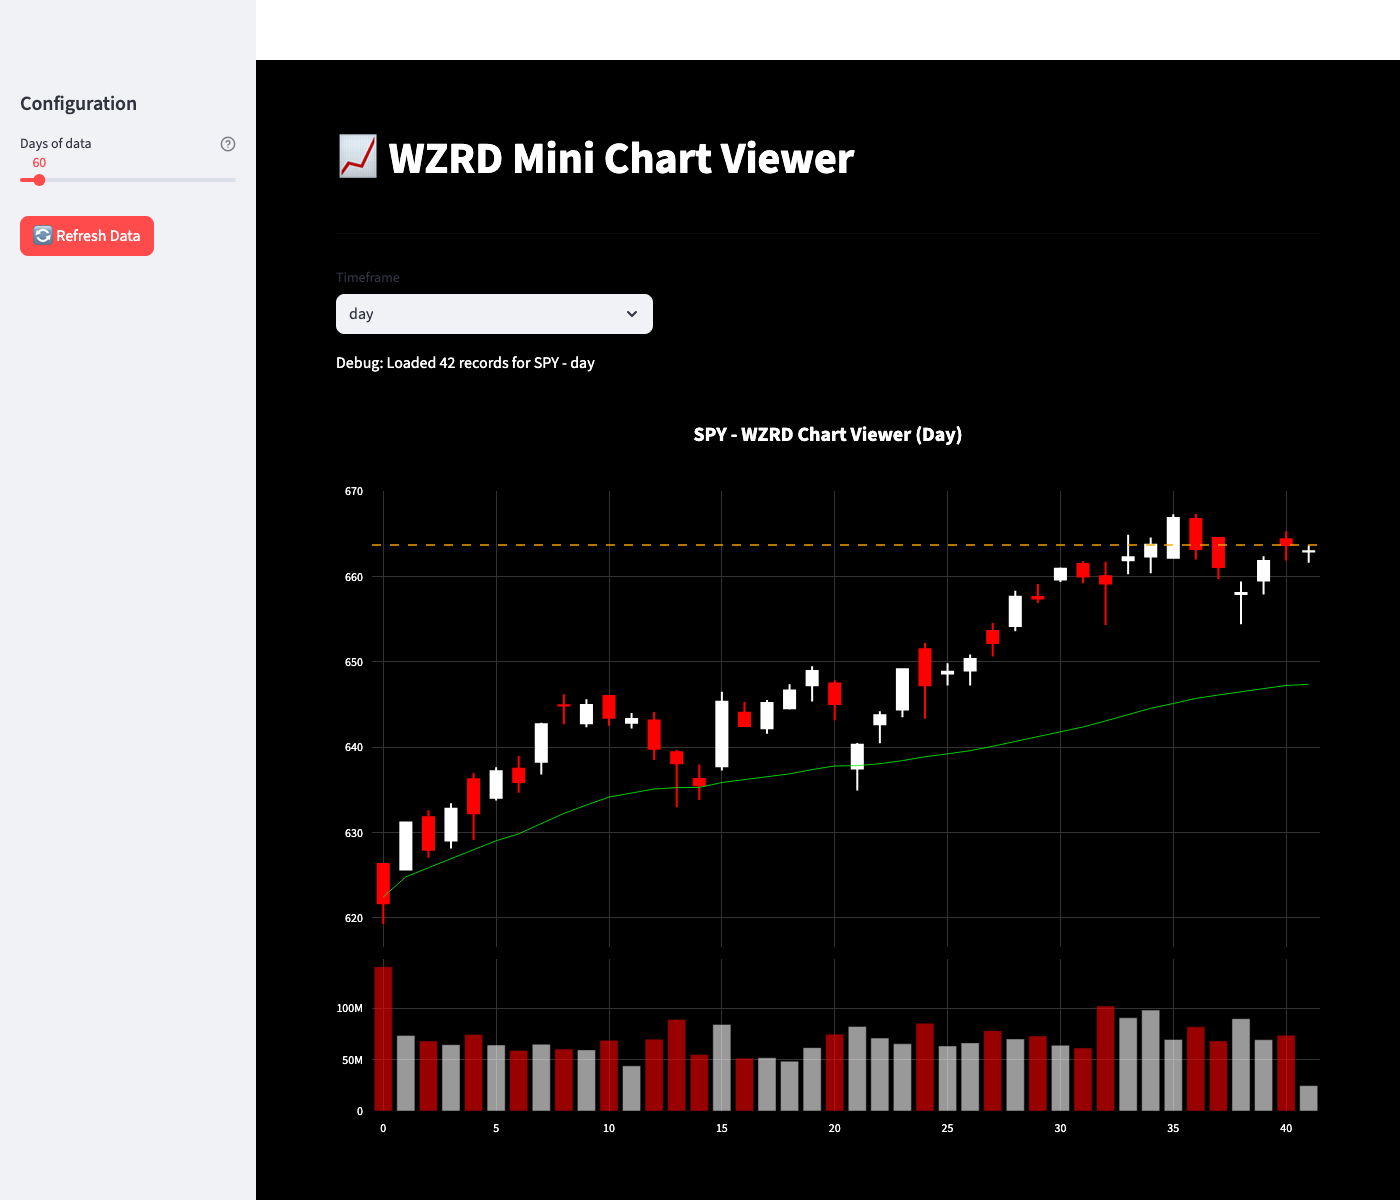 Configuration
Days of data
60
🔄 Refresh Data
📈 WZRD Mini Chart Viewer
Timeframe
day
Debug: Loaded 42 records for SPY - day
SPY - WZRD Chart Viewer (Day)
670
660
650
640
630
620
100M
50M
0
0 5 10 15 20 25 30 35 40